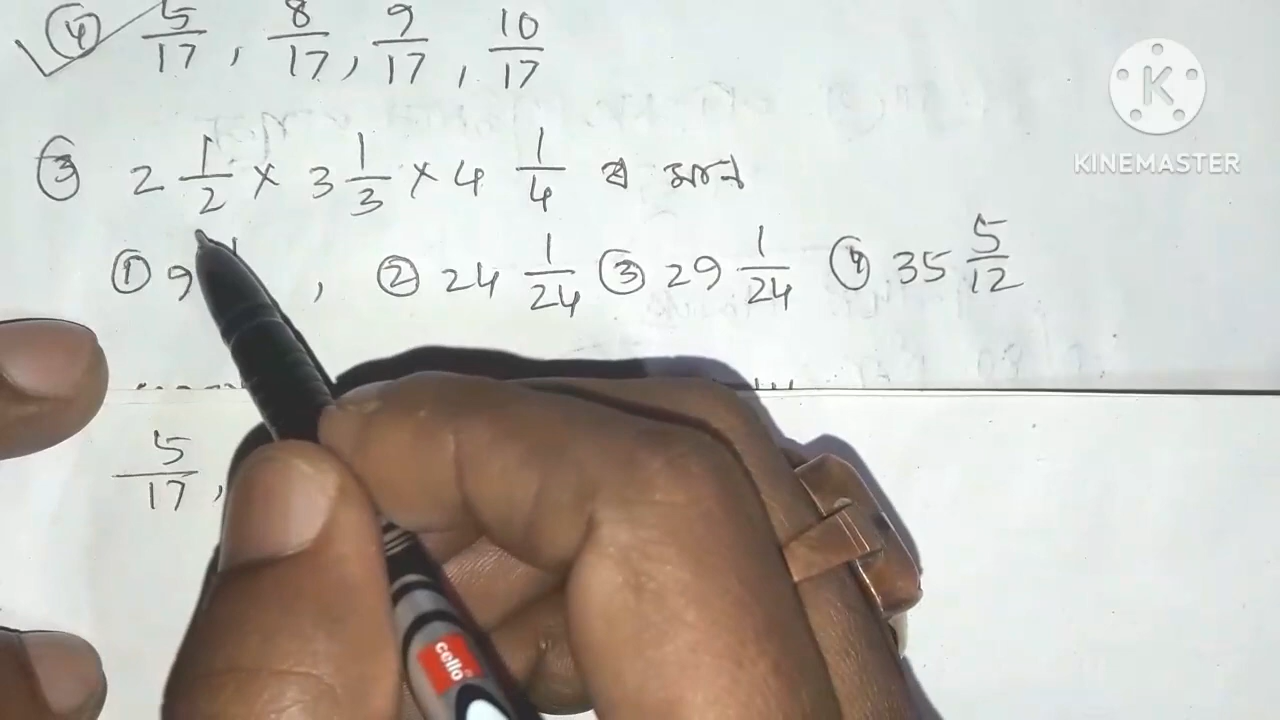 ④ 5/17, 8/17, 9/17, 10/17
K
KINEMASTER
③ 2 1/2 × 3 1/3 × 4 1/4 মান
① 9 , ② 24 1/24 ③ 29 1/24 ④ 35 5/12
5/17,
cello